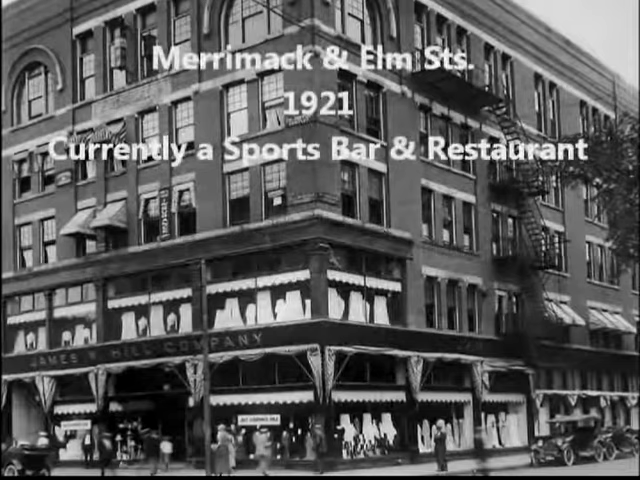 Merrimack & Elm Sts.
1921
Currently a Sports Bar & Restaurant
JAMES W. HILL COMPANY